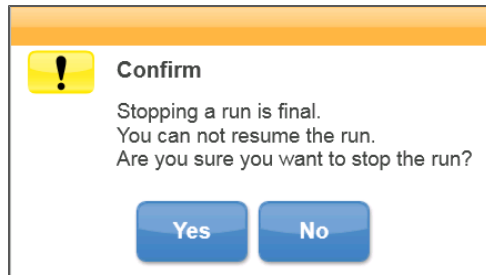 Confirm
Stopping a run is final.
You can not resume the run.
Are you sure you want to stop the run?
Yes No